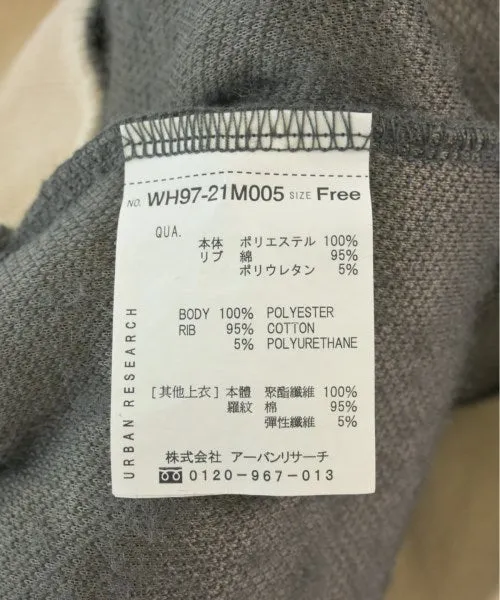 NO. WH97-21M005 SIZE Free
QUA.
本体 ポリエステル 100%
リブ 綿 95%
ポリウレタン 5%
BODY 100% POLYESTER
RIB 95% COTTON
5% POLYURETHANE
[其他上衣] 本體 聚酯纖維 100%
羅紋 棉 95%
彈性纖維 5%
URBAN RESEARCH
株式会社 アーバンリサーチ
0120-967-013